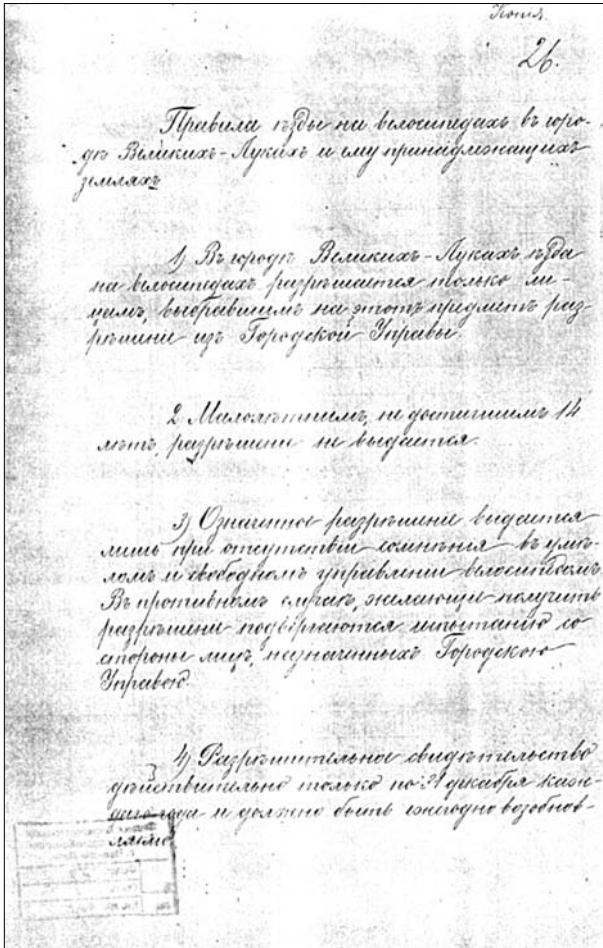 Копія.
26.
Правила ѣзды на велосипедахъ въ горо-
дѣ Великихъ-Лукахъ и ему принадлежащихъ
земляхъ
1) Въ городѣ Великихъ-Лукахъ ѣзда
на велосипедахъ разрѣшается только ли-
цамъ, выбравшимъ на этотъ предметъ раз-
рѣшеніе изъ Городской Управы.
2) Малолѣтнимъ, не достигшимъ 14
лѣтъ разрѣшеніе не выдается.
3) Означенное разрѣшеніе выдается
лишь при отсутствіи сомнѣнія въ умѣ-
ломъ и свободномъ управленіи велосипедомъ.
Въ противномъ случаѣ, желающіе получить
разрѣшеніе подвергаются испытанію со
стороны лицъ, назначенныхъ Городскою
Управою.
4) Разрѣшительное свидѣтельство
дѣйствительно только по 31 декабря каж-
даго года и должно быть ежегодно возобнов-
ляемо